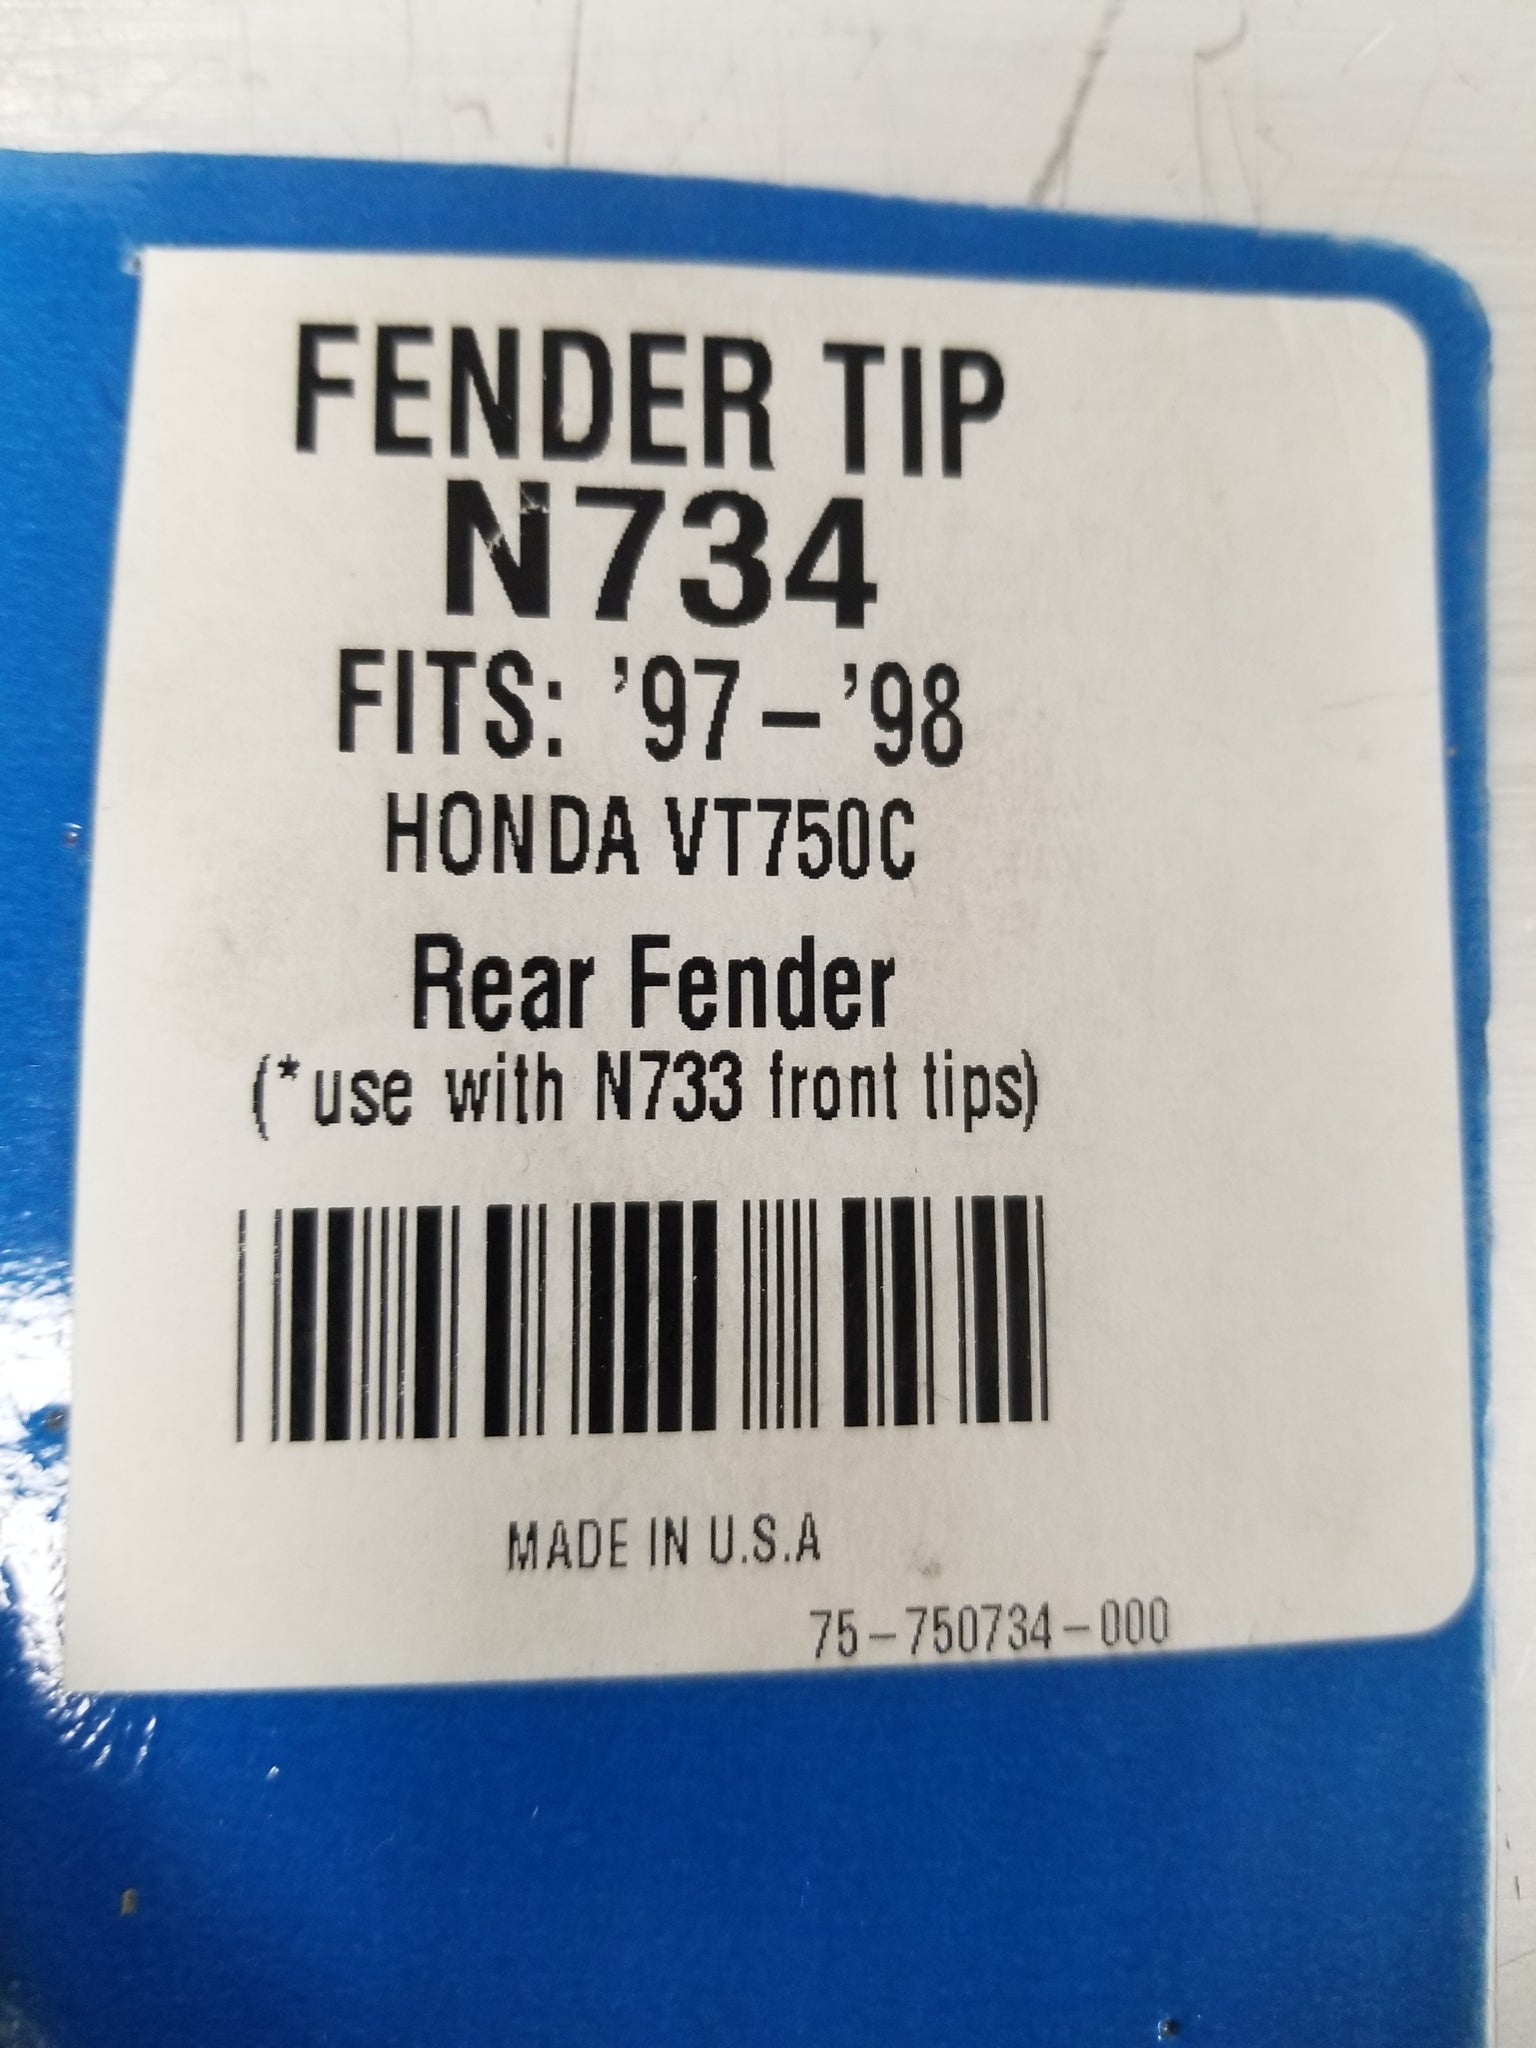 FENDER TIP
N734
FITS: '97-'98
HONDA VT750C
Rear Fender
(*use with N733 front tips)
MADE IN U.S.A
75-750734-000